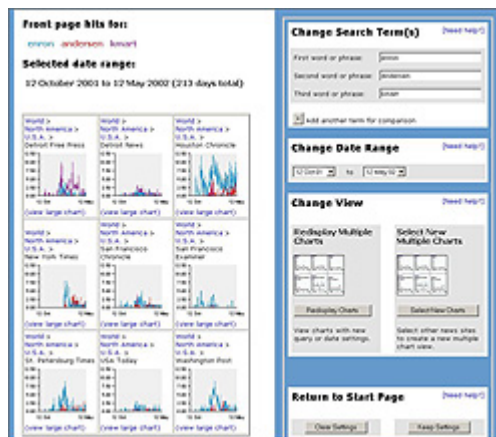 Front page hits for:
enron andersen kmart
Selected date range:
12 October 2001 to 12 May 2002 (213 days total)
World >
North America >
U.S.A. >
Detroit Free Press
(view large chart)
World >
North America >
U.S.A. >
Detroit News
(view large chart)
World >
North America >
U.S.A. >
Houston Chronicle
(view large chart)
World >
North America >
U.S.A. >
New York Times
(view large chart)
World >
North America >
U.S.A. >
San Francisco
Chronicle
(view large chart)
World >
North America >
U.S.A. >
San Francisco
Examiner
(view large chart)
World >
North America >
U.S.A. >
St. Petersburg Times
(view large chart)
World >
North America >
U.S.A. >
USA Today
(view large chart)
World >
North America >
U.S.A. >
Washington Post
(view large chart)
Change Search Term(s) [Need help?]
First word or phrase: enron
Second word or phrase: andersen
Third word or phrase: kmart
Add another term for comparison
Change Date Range [Need help?]
12 Oct 01 to 12 May 02
Change View [Need help?]
Redisplay Multiple
Charts
Redisplay Charts
View charts with new
query or date settings.
Select New
Multiple Charts
Select New Charts
Select other news sites
to create a new multiple
chart view.
Return to Start Page [Need help?]
Clear Settings Keep Settings